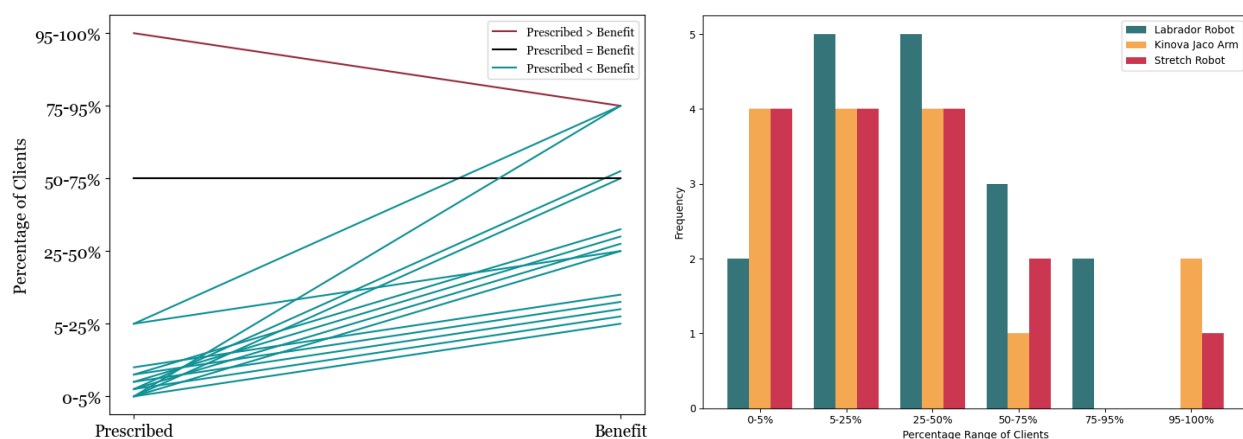 Percentage of Clients
95-100%
75-95%
50-75%
25-50%
5-25%
0-5%
Prescribed > Benefit
Prescribed = Benefit
Prescribed < Benefit
Prescribed
Benefit
Frequency
5
4
3
2
1
0
Labrador Robot
Kinova Jaco Arm
Stretch Robot
0-5%
5-25%
25-50%
50-75%
75-95%
95-100%
Percentage Range of Clients